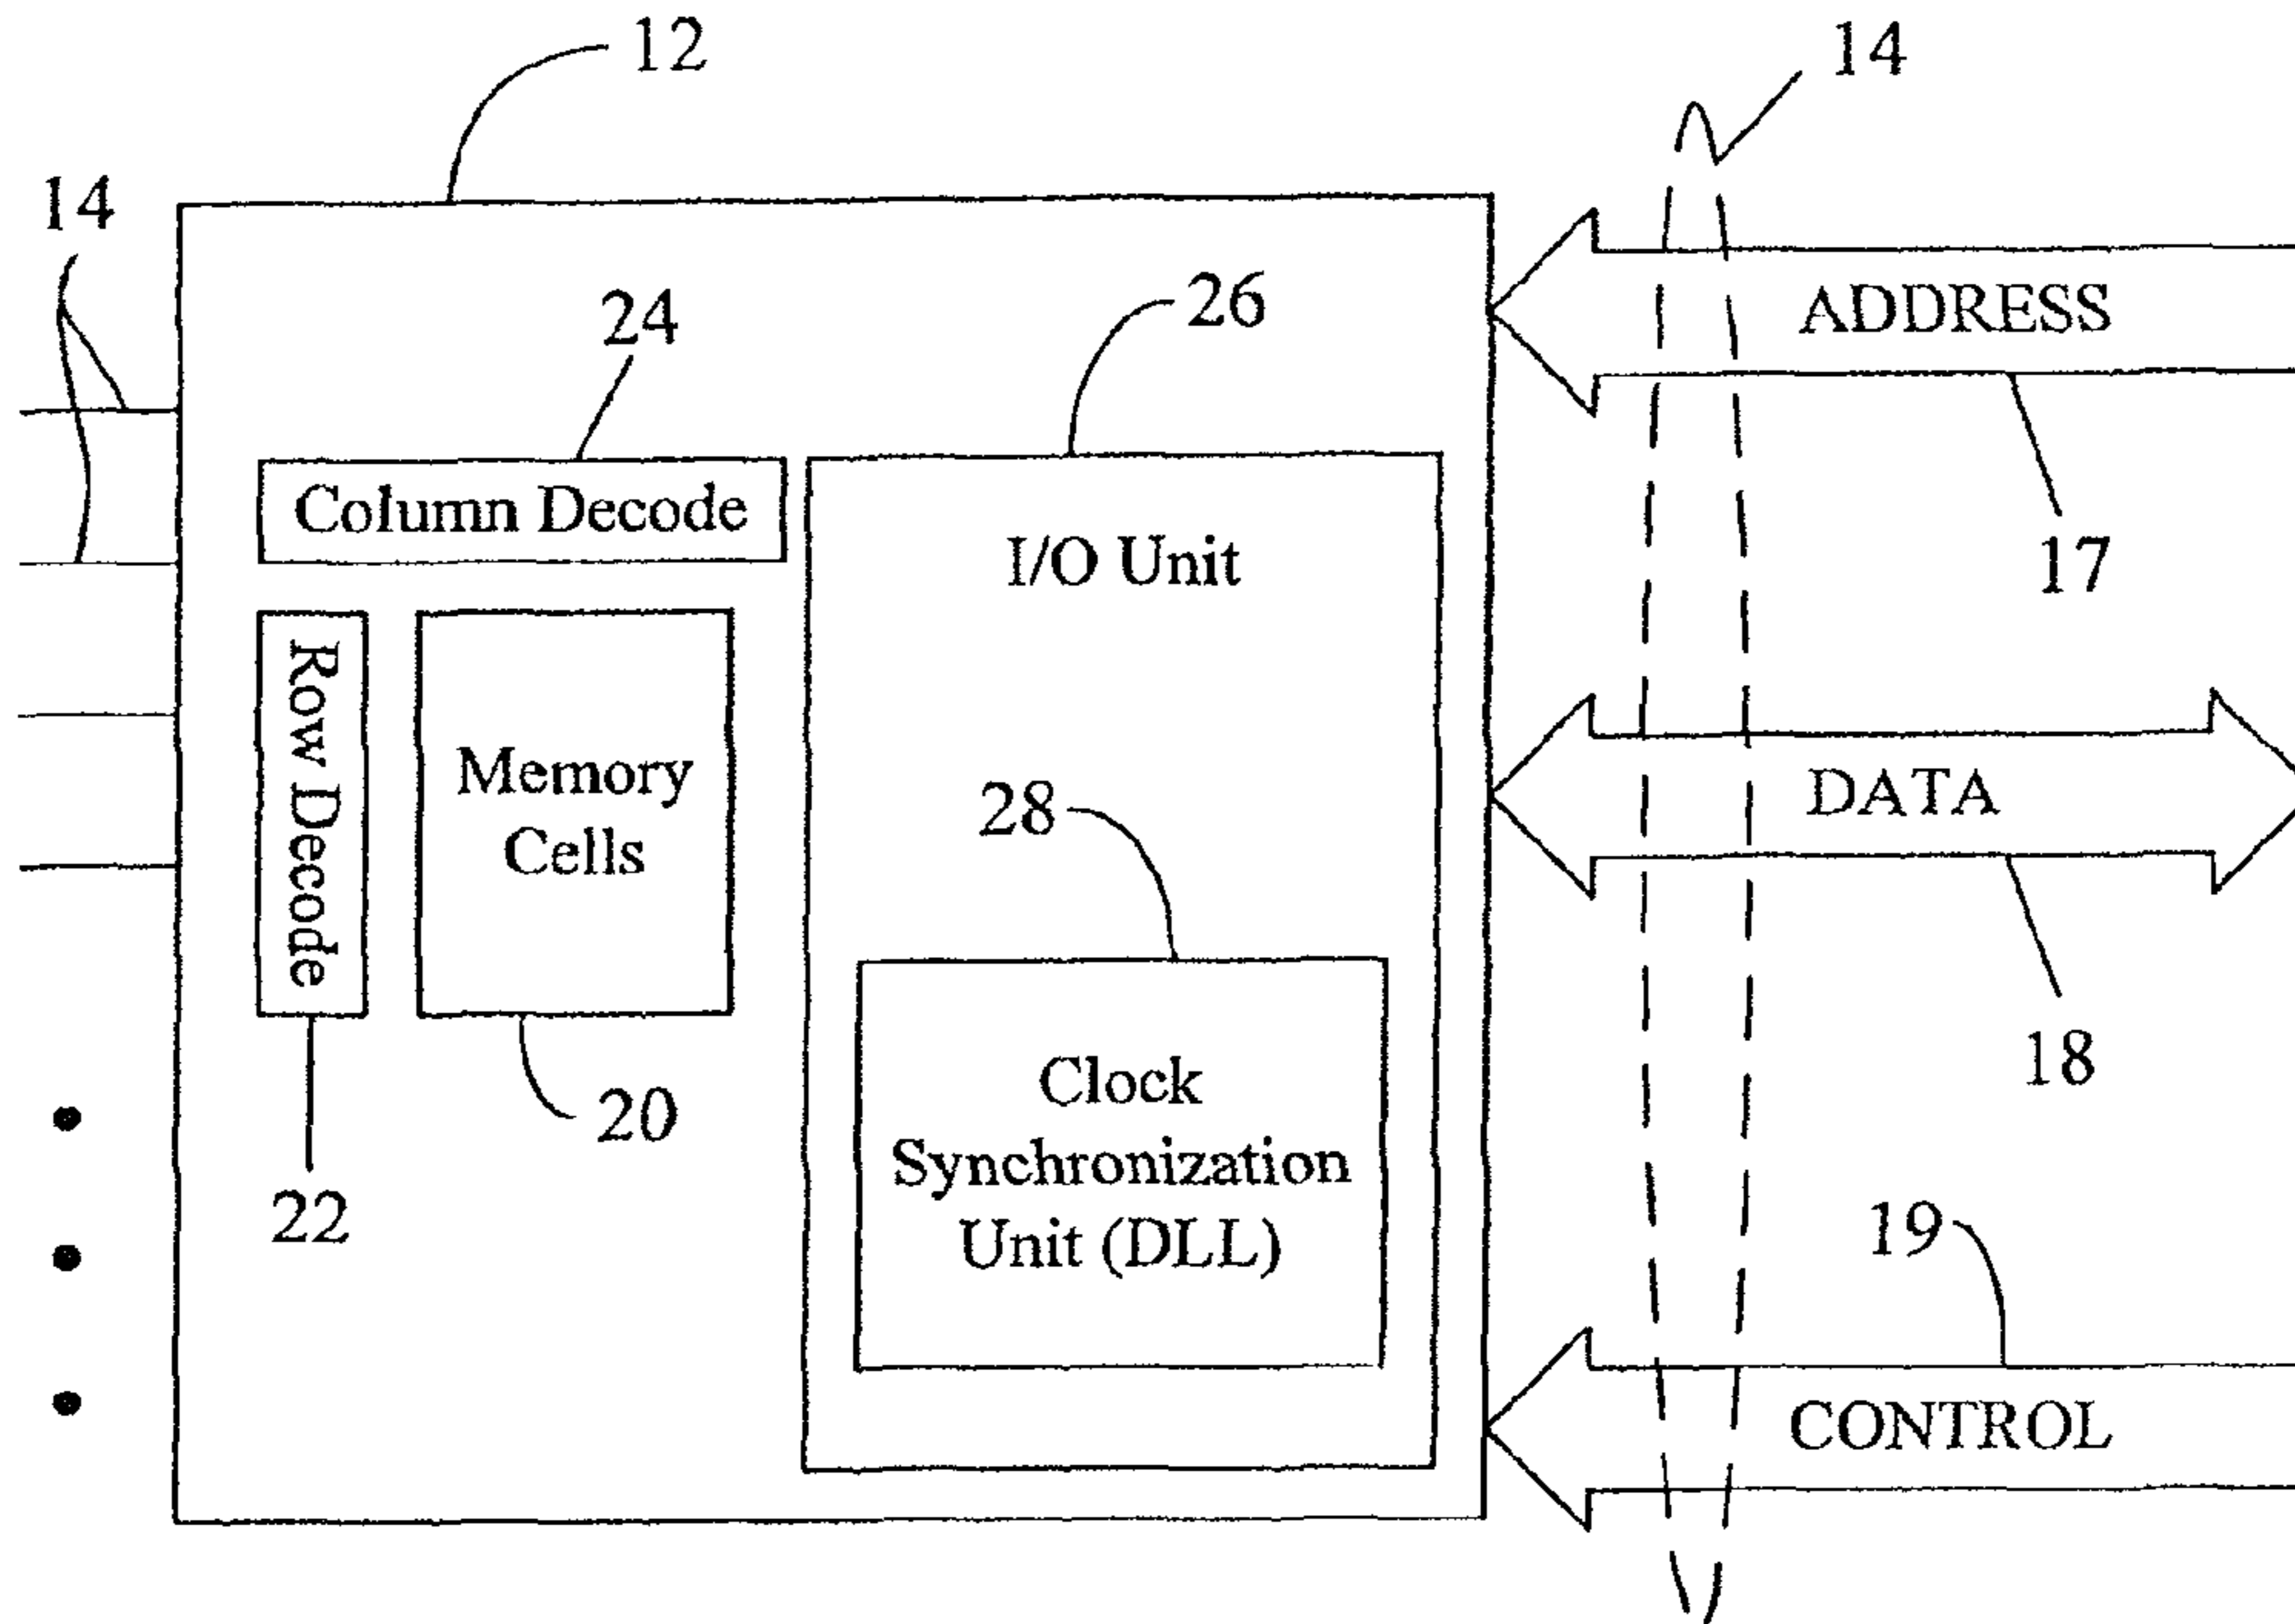 12
14
14
24
26
ADDRESS
Column Decode
I/O Unit
17
Row Decode
Memory
Cells
28
DATA
18
20
Clock
Synchronization
Unit (DLL)
22
19
CONTROL